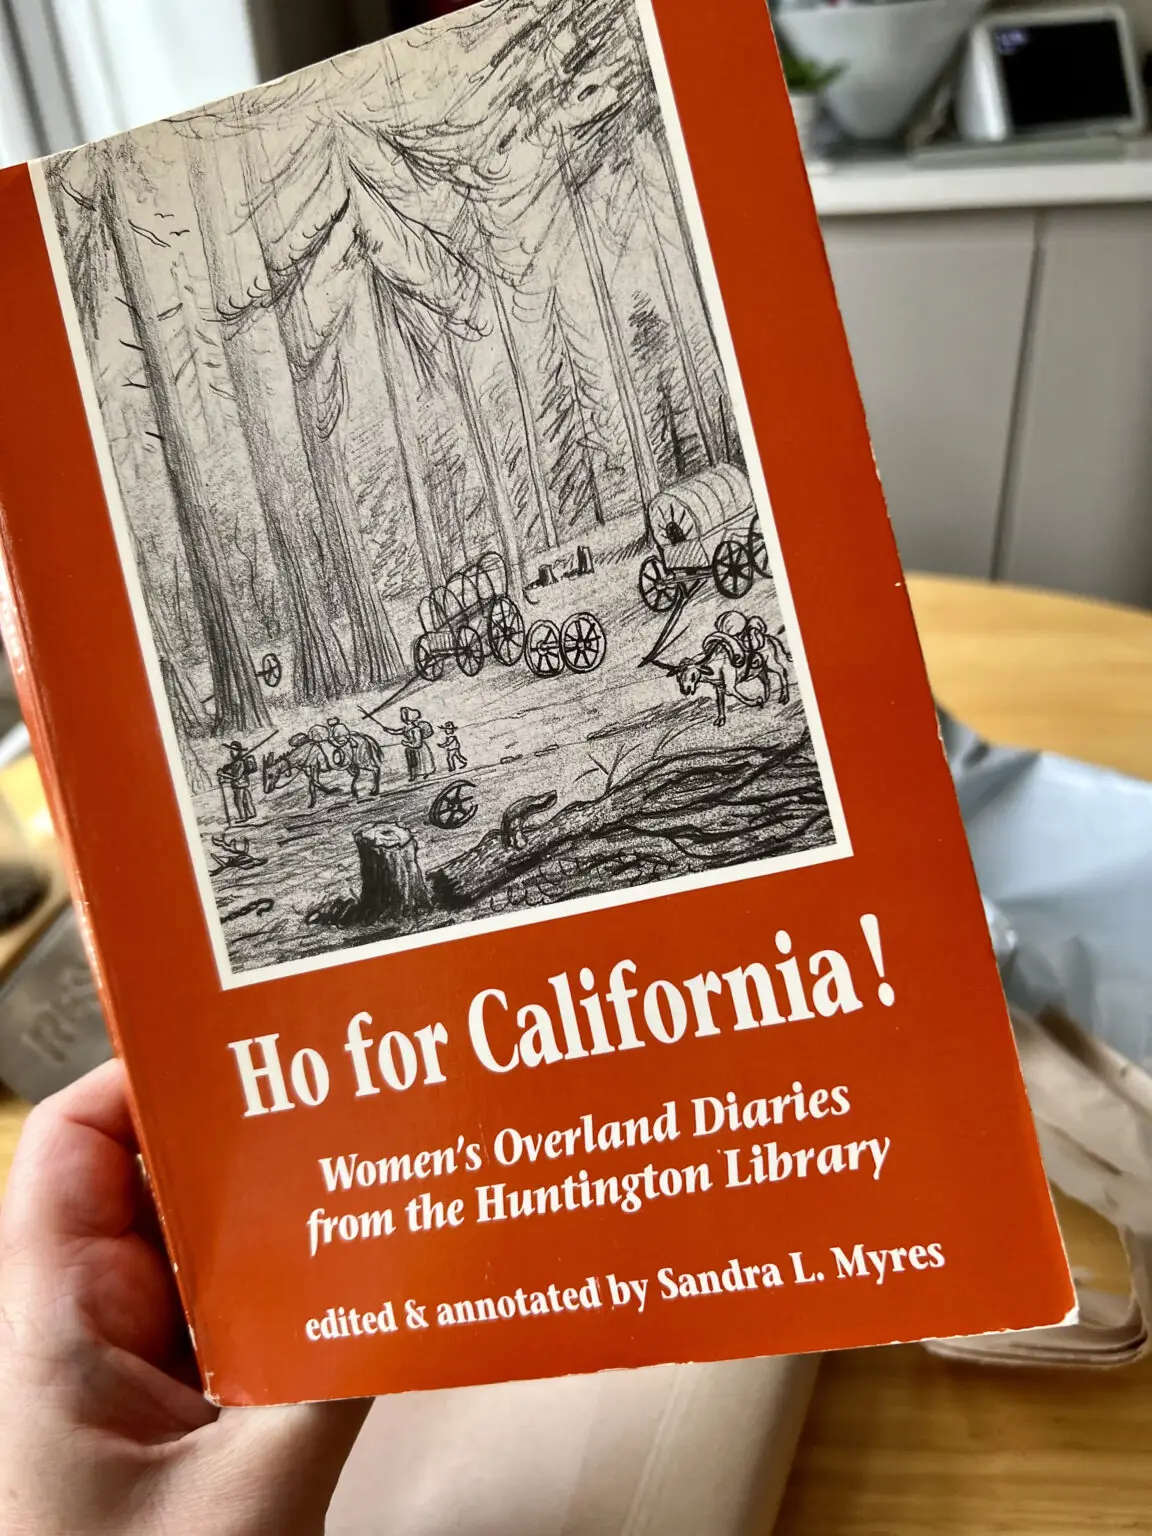 Ho for California!
Women's Overland Diaries
from the Huntington Library
edited & annotated by Sandra L. Myres